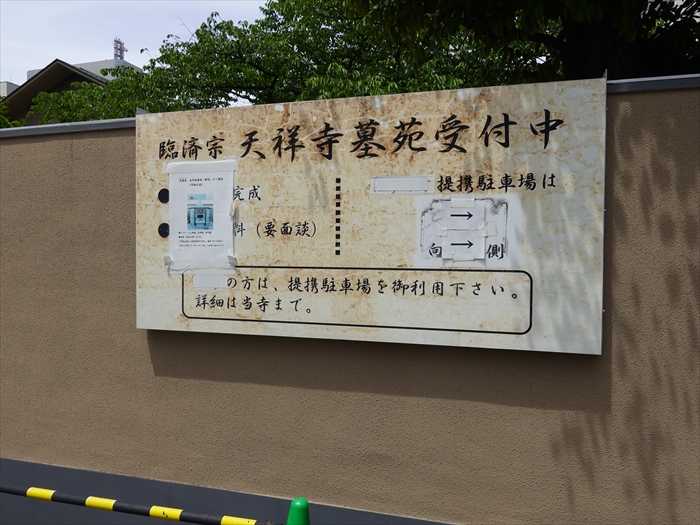 臨済宗 天祥寺墓苑受付中
完成
料（要面談）
提携駐車場は
→
→
向 側
の方は、提携駐車場を御利用下さい。
詳細は当寺まで。